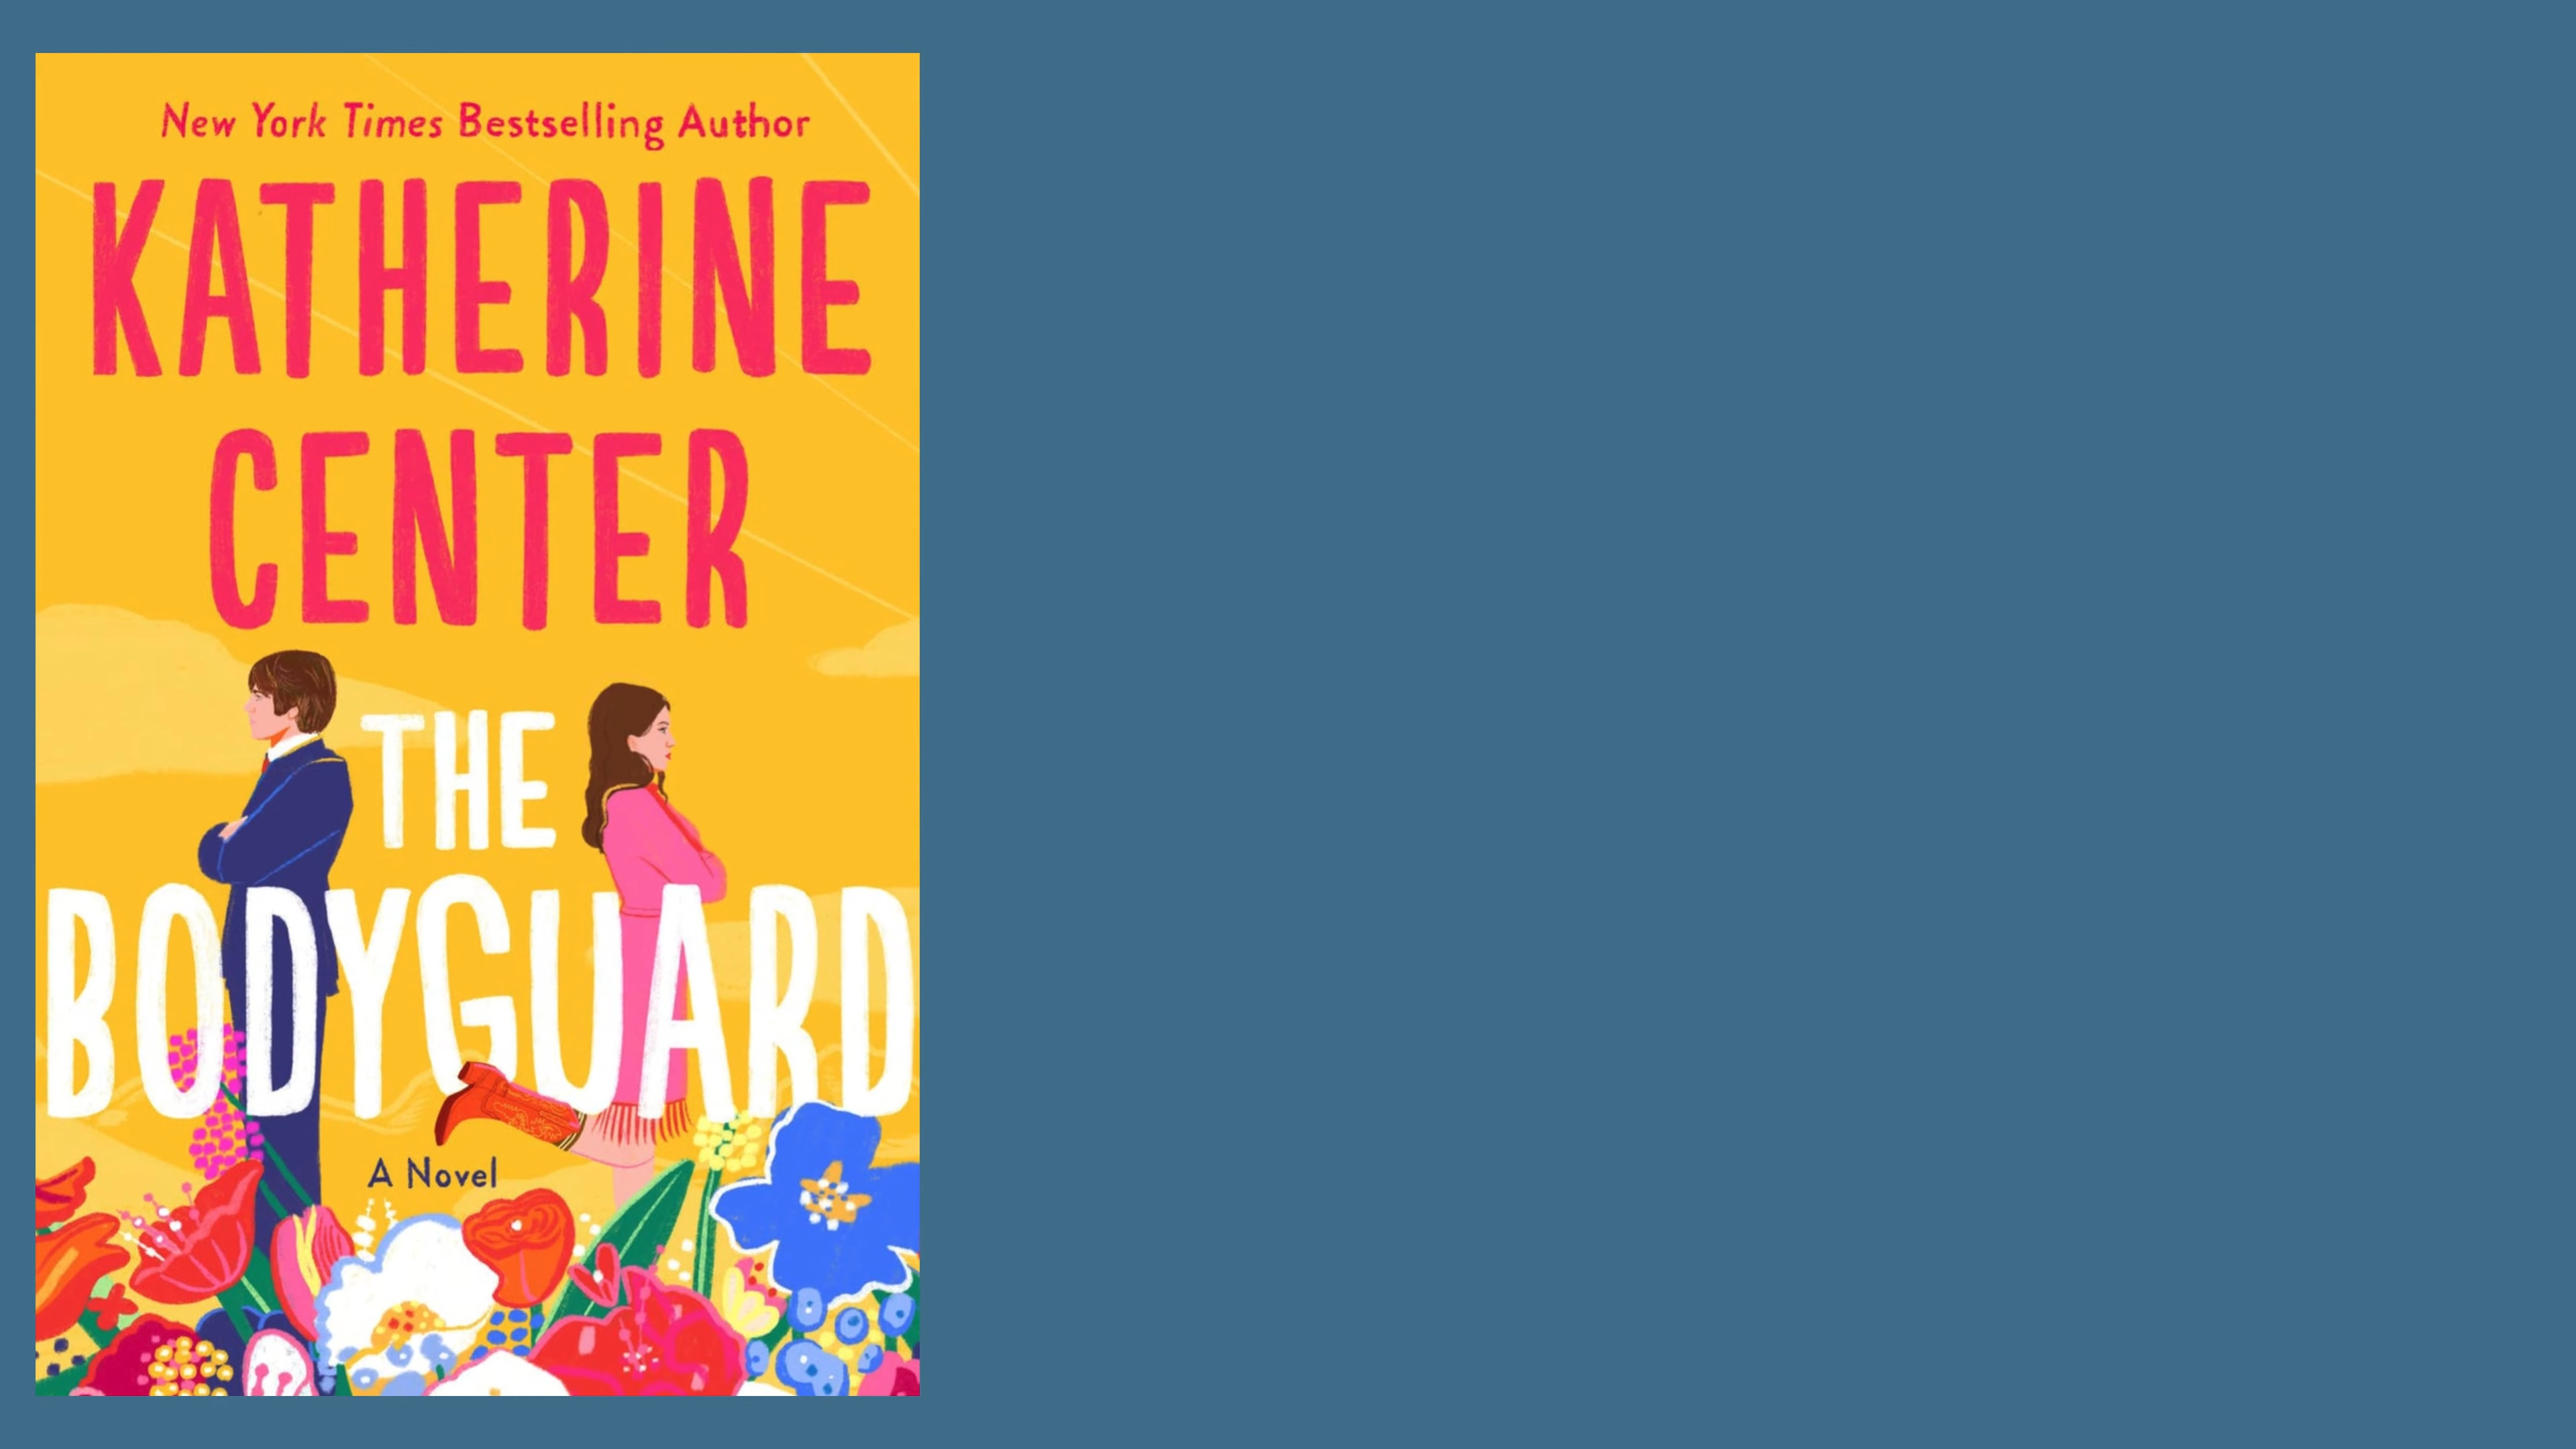 New York Times Bestselling Author
KATHERINE
CENTER
THE
BODYGUARD
A Novel